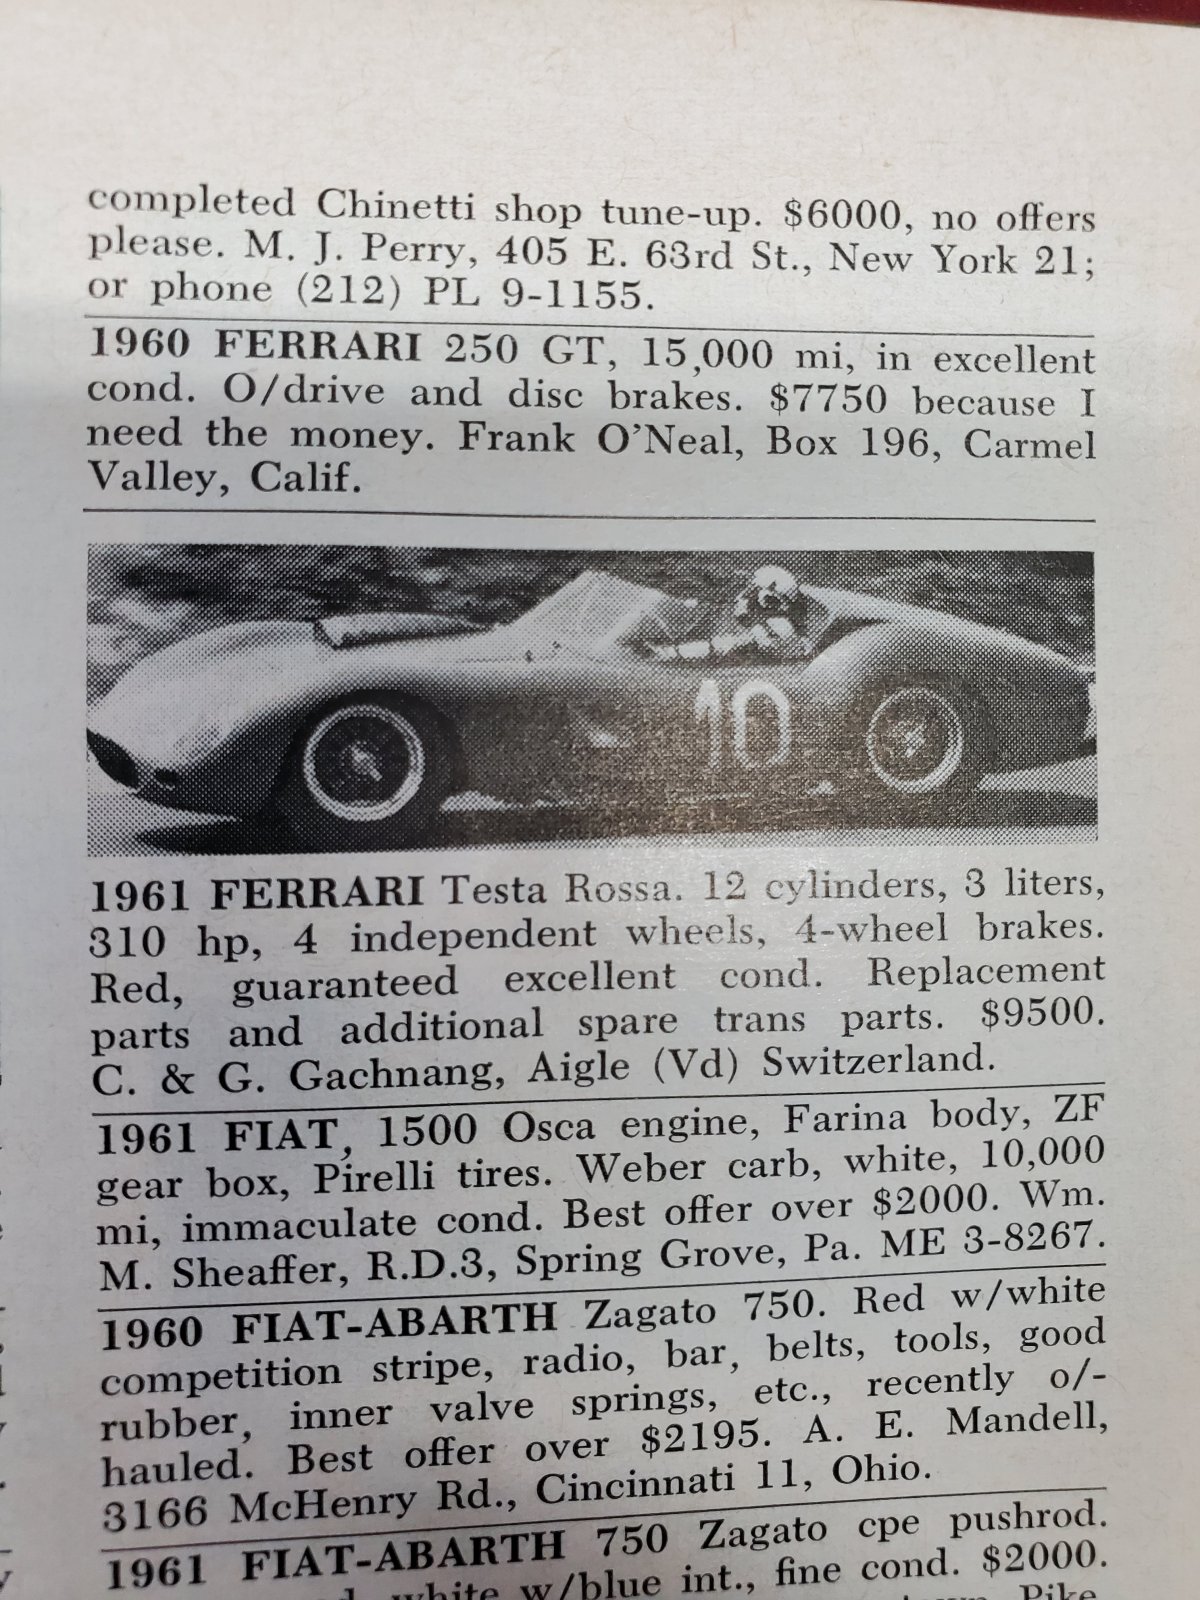 completed Chinetti shop tune-up. $6000, no offers
please. M. J. Perry, 405 E. 63rd St., New York 21;
or phone (212) PL 9-1155.
1960 FERRARI 250 GT, 15,000 mi, in excellent
cond. O/drive and disc brakes. $7750 because I
need the money. Frank O'Neal, Box 196, Carmel
Valley, Calif.
10
1961 FERRARI Testa Rossa. 12 cylinders, 3 liters,
310 hp, 4 independent wheels, 4-wheel brakes.
Red, guaranteed excellent cond. Replacement
parts and additional spare trans parts. $9500.
C. & G. Gachnang, Aigle (Vd) Switzerland.
1961 FIAT, 1500 Osca engine, Farina body, ZF
gear box, Pirelli tires. Weber carb, white, 10,000
mi, immaculate cond. Best offer over $2000. Wm.
M. Sheaffer, R.D.3, Spring Grove, Pa. ME 3-8267.
1960 FIAT-ABARTH Zagato 750. Red w/white
competition stripe, radio, bar, belts, tools, good
rubber, inner valve springs, etc., recently o/-
hauled. Best offer over $2195. A. E. Mandell,
3166 McHenry Rd., Cincinnati 11, Ohio.
1961 FIAT-ABARTH 750 Zagato cpe pushrod.
white w/blue int., fine cond. $2000.
Pike